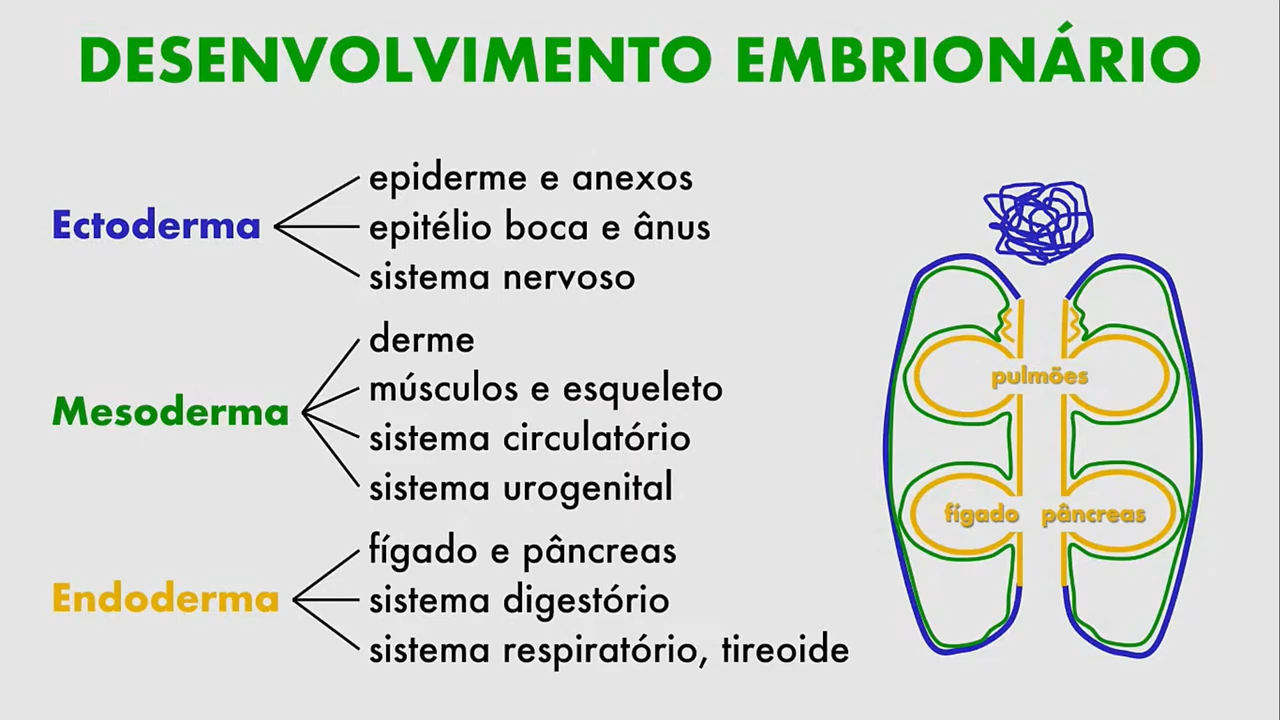 DESENVOLVIMENTO EMBRIONÁRIO
Ectoderma
epiderme e anexos
epitélio boca e ânus
sistema nervoso
Mesoderma
derme
músculos e esqueleto
sistema circulatório
sistema urogenital
Endoderma
fígado e pâncreas
sistema digestório
sistema respiratório, tireoide
pulmões
fígado pâncreas